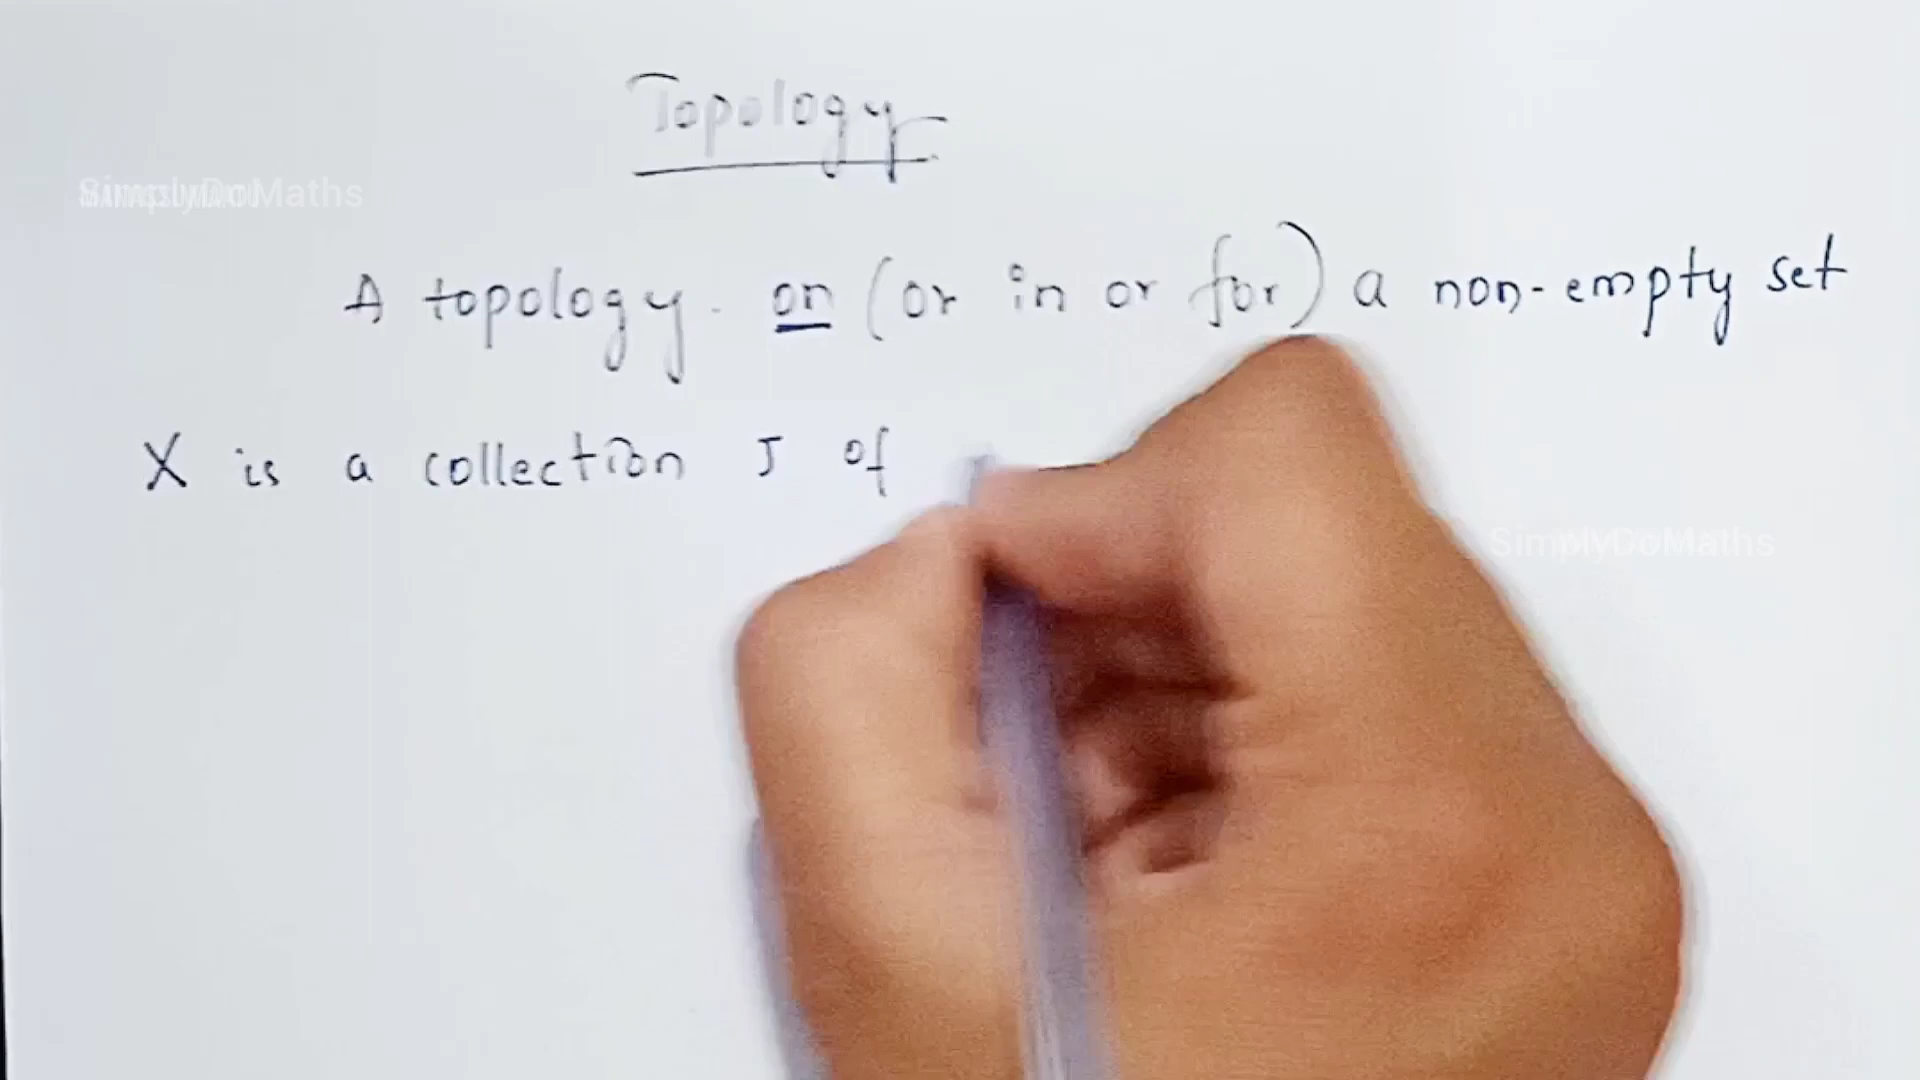 Topology
SimplyDoMaths
A topology on (or in or for) a non-empty set
X is a collection J of
SimplyDoMaths